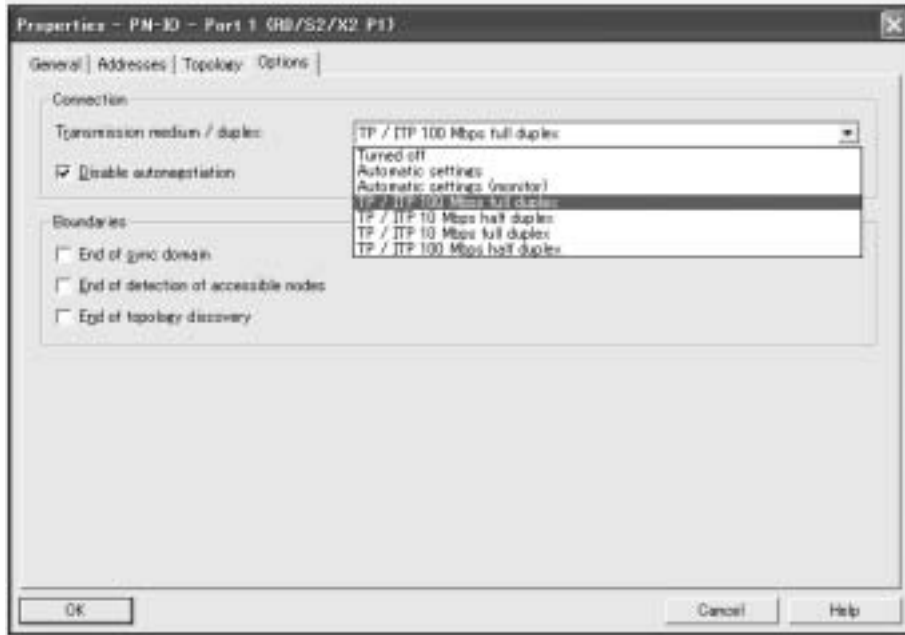 Properties - PN-IO - Port 1 (R0/S2/X2 P1)
General Addresses Topology Options
Connection
Transmission medium / duplex: TP / ITP 100 Mbps full duplex
Turned off
Automatic settings
Disable autonegotiation
Automatic settings (monitor)
TP / ITP 100 Mbps full duplex
TP / ITP 10 Mbps half duplex
TP / ITP 10 Mbps full duplex
TP / ITP 100 Mbps half duplex
Boundaries
End of sync domain
End of detection of accessible nodes
End of topology discovery
OK Cancel Help